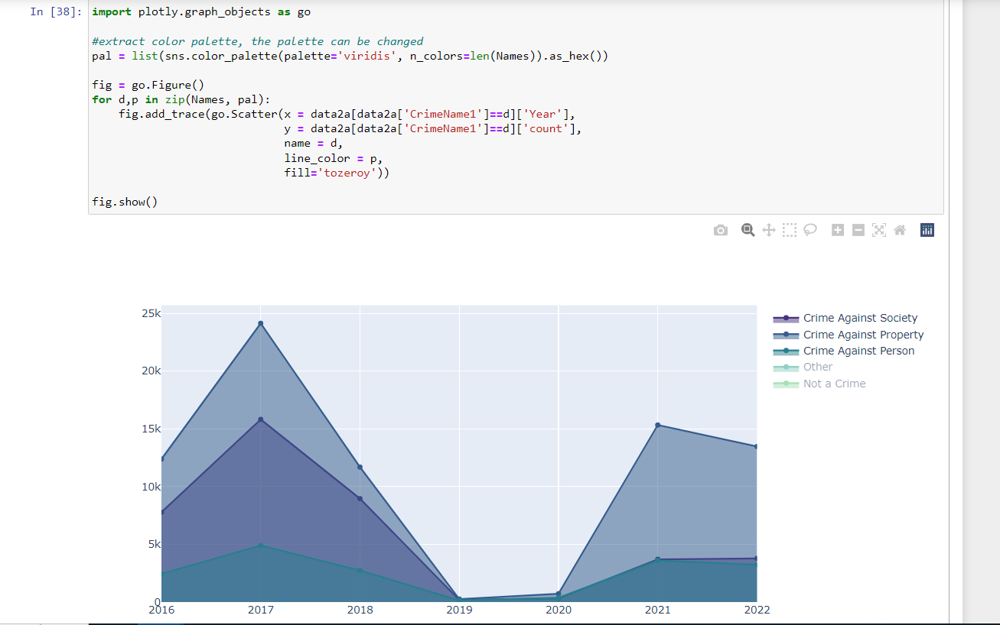 In [38]: import plotly.graph_objects as go
#extract color palette, the palette can be changed
pal = list(sns.color_palette(palette='viridis', n_colors=len(Names)).as_hex())
fig = go.Figure()
for d,p in zip(Names, pal):
    fig.add_trace(go.Scatter(x = data2a[data2a['CrimeName1']==d]['Year'],
                             y = data2a[data2a['CrimeName1']==d]['count'],
                             name = d,
                             line_color = p,
                             fill='tozeroy'))
fig.show()
25k
20k
15k
10k
5k
0
2016 2017 2018 2019 2020 2021 2022
Crime Against Society
Crime Against Property
Crime Against Person
Other
Not a Crime